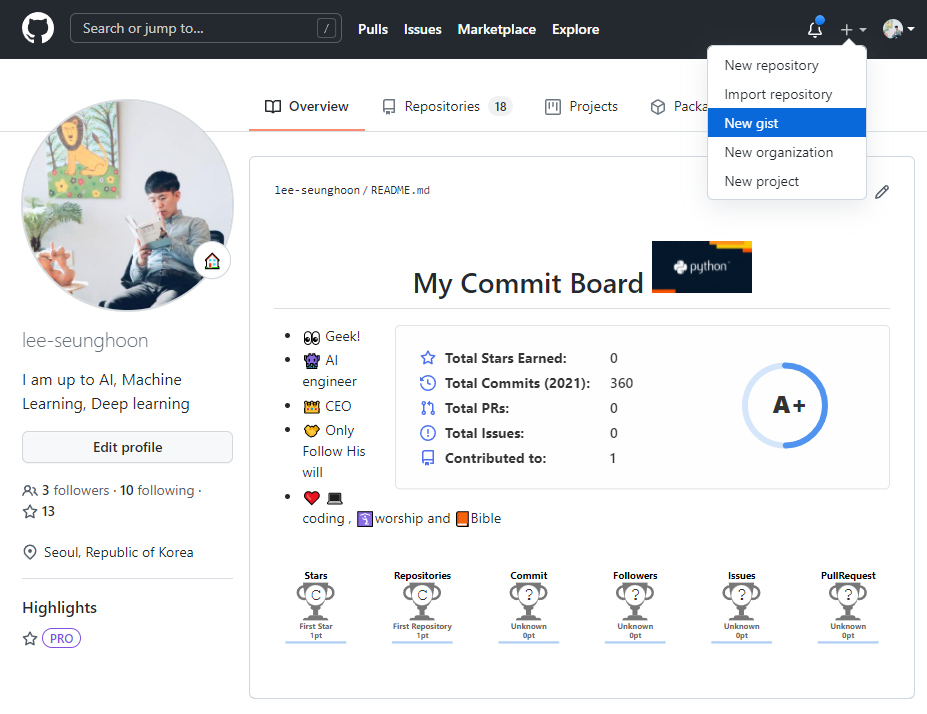 Search or jump to...
/
Pulls
Issues
Marketplace
Explore
New repository
Import repository
New gist
New organization
New project
Overview
Repositories 18
Projects
Packa
lee-seunghoon/README.md
My Commit Board
python
lee-seunghoon
I am up to AI, Machine
Learning, Deep learning
Edit profile
3 followers · 10 following ·
13
Seoul, Republic of Korea
Highlights
PRO
Geek!
AI
engineer
CEO
Only
Follow His
will
coding , worship and Bible
Total Stars Earned: 0
Total Commits (2021): 360
Total PRs: 0
Total Issues: 0
Contributed to: 1
A+
Stars
C
First Star
1pt
Repositories
C
First Repository
1pt
Commit
?
Unknown
0pt
Followers
?
Unknown
0pt
Issues
?
Unknown
0pt
PullRequest
?
Unknown
0pt